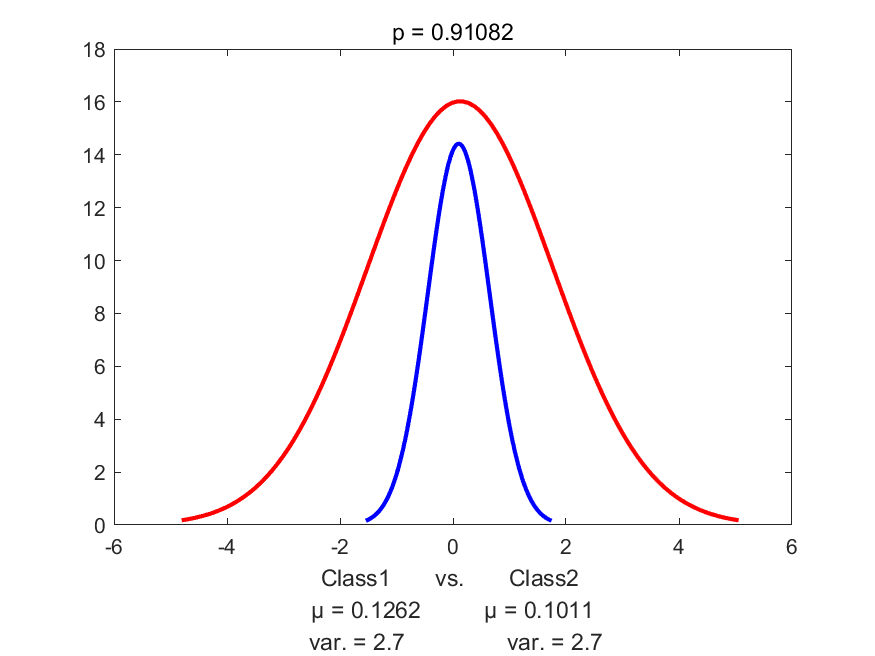 p = 0.91082
18
16
14
12
10
8
6
4
2
0
-6 -4 -2 0 2 4 6
Class1 vs. Class2
μ = 0.1262 μ = 0.1011
var. = 2.7 var. = 2.7